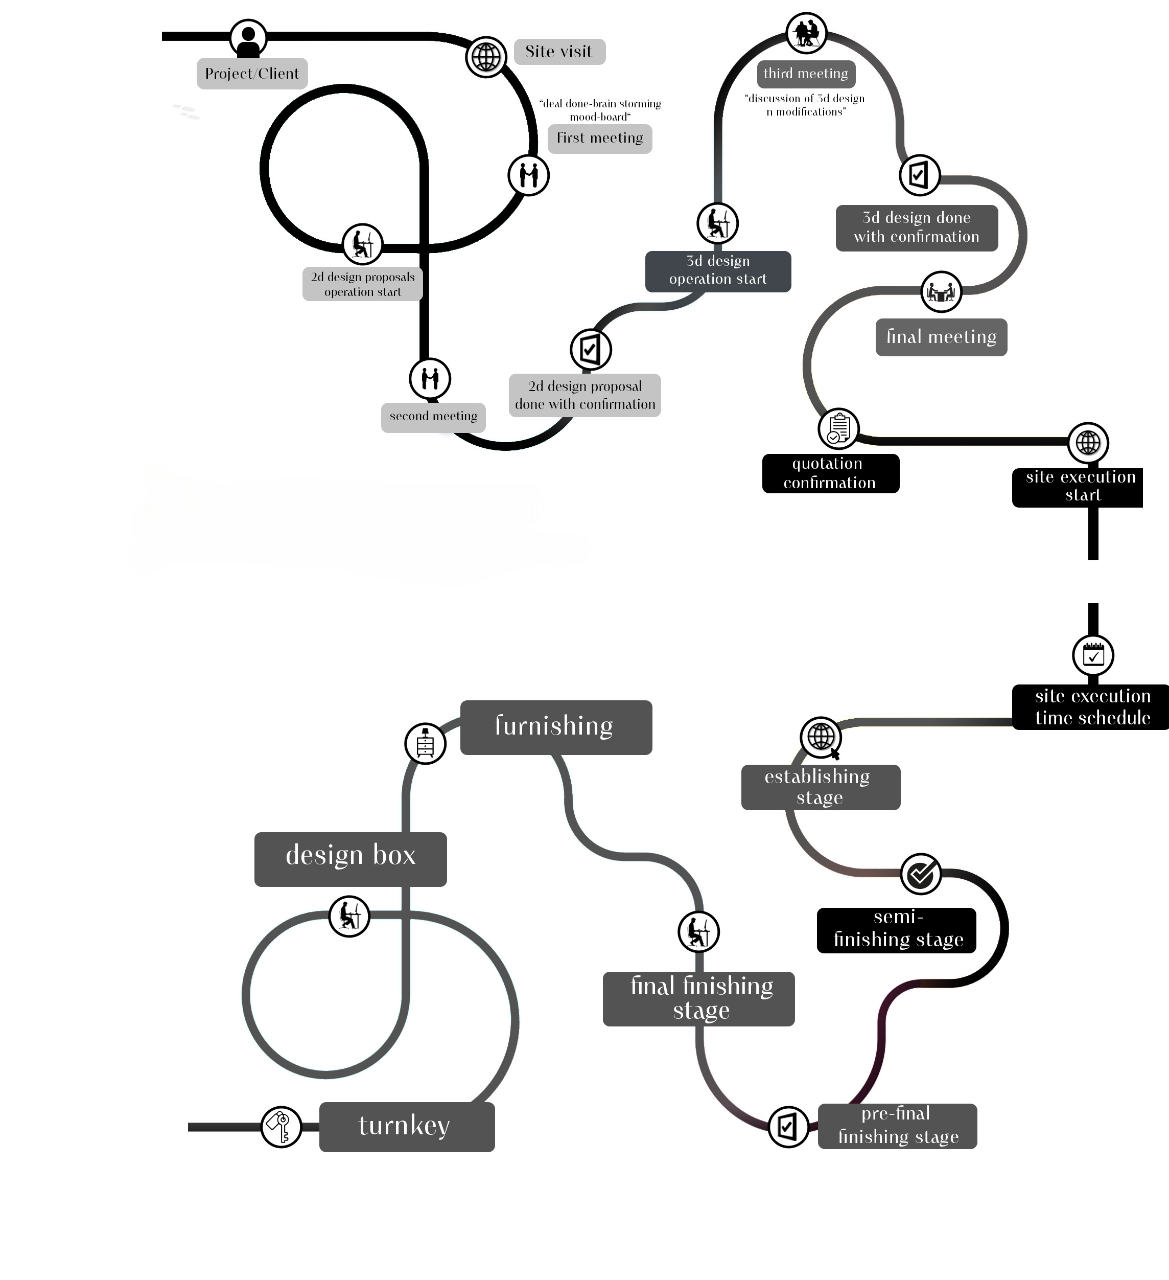 Project/Client
Site visit
"deal done-brain storming
mood-board"
First meeting
2d design proposals
operation start
second meeting
2d design proposal
done with confirmation
3d design
operation start
third meeting
"discussion of 3d design
n modifications"
3d design done
with confirmation
final meeting
quotation
confirmation
site execution
start
site execution
time schedule
establishing
stage
semi-
finishing stage
pre-final
finishing stage
final finishing
stage
furnishing
design box
turnkey